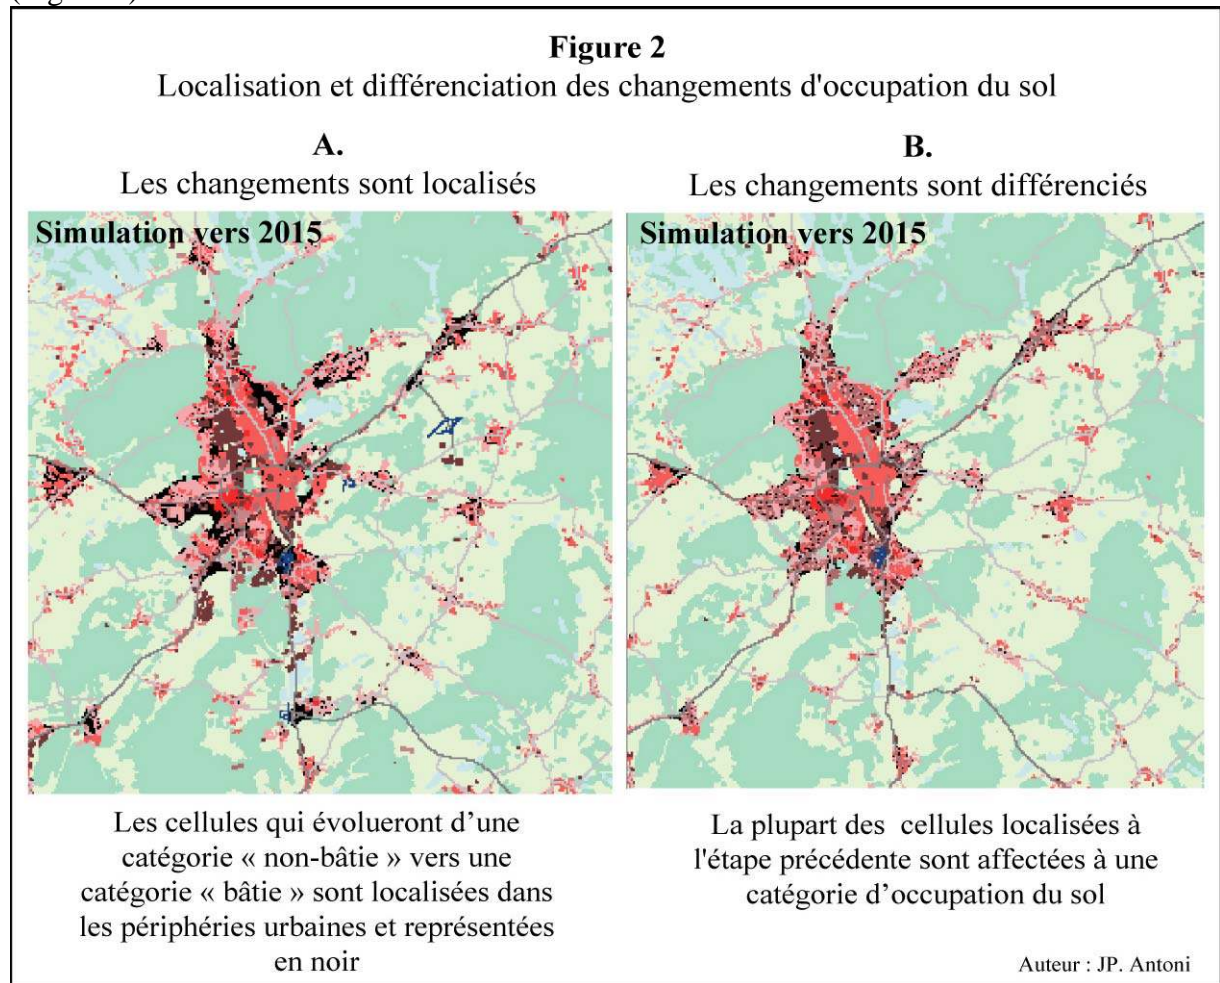 Figure 2
Localisation et différenciation des changements d'occupation du sol
A.
Les changements sont localisés
Simulation vers 2015
Les cellules qui évolueront d’une
catégorie « non-bâtie » vers une
catégorie « bâtie » sont localisées dans
les périphéries urbaines et représentées
en noir
B.
Les changements sont différenciés
Simulation vers 2015
La plupart des cellules localisées à
l'étape précédente sont affectées à une
catégorie d’occupation du sol
Auteur : JP. Antoni